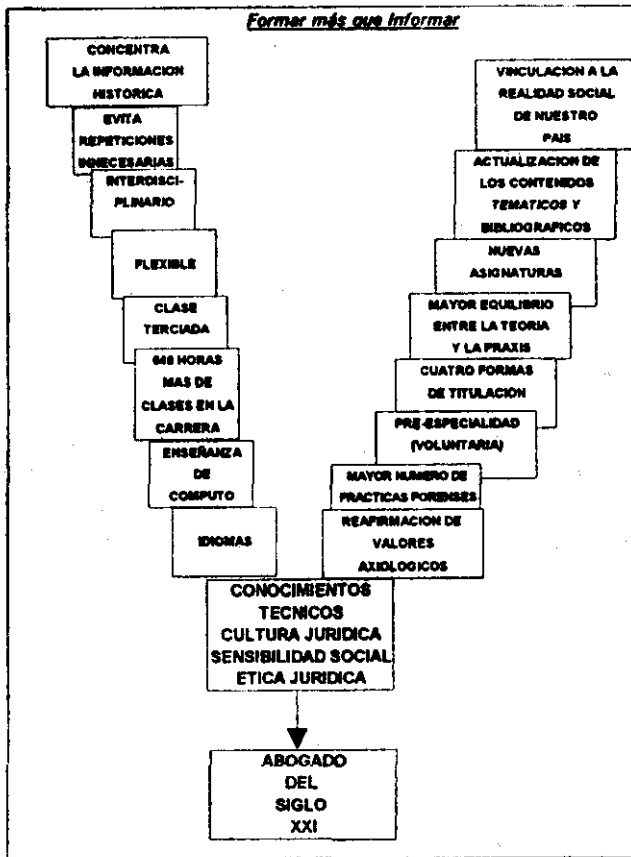 Formar más que Informar
CONCENTRA
LA INFORMACION
HISTORICA
EVITA
REPETICIONES
INNECESARIAS
INTERDISCI-
PLINARIO
FLEXIBLE
CLASE
TERCIADA
HORAS
MAS DE
CLASES EN LA
CARRERA
ENSEÑANZA
DE
COMPUTO
IDIOMAS
VINCULACION A LA
REALIDAD SOCIAL
DE NUESTRO
PAIS
ACTUALIZACION DE
LOS CONTENIDOS
TEMATICOS Y
BIBLIOGRAFICOS
NUEVAS
ASIGNATURAS
MAYOR EQUILIBRIO
ENTRE LA TEORIA
Y LA PRAXIS
CUATRO FORMAS
DE TITULACION
PRE-ESPECIALIDAD
(VOLUNTARIA)
MAYOR NUMERO DE
PRACTICAS FORENSES
REAFIRMACION DE
VALORES
AXIOLOGICOS
CONOCIMIENTOS
TECNICOS
CULTURA JURIDICA
SENSIBILIDAD SOCIAL
ETICA JURIDICA
ABOGADO
DEL
SIGLO
XXI